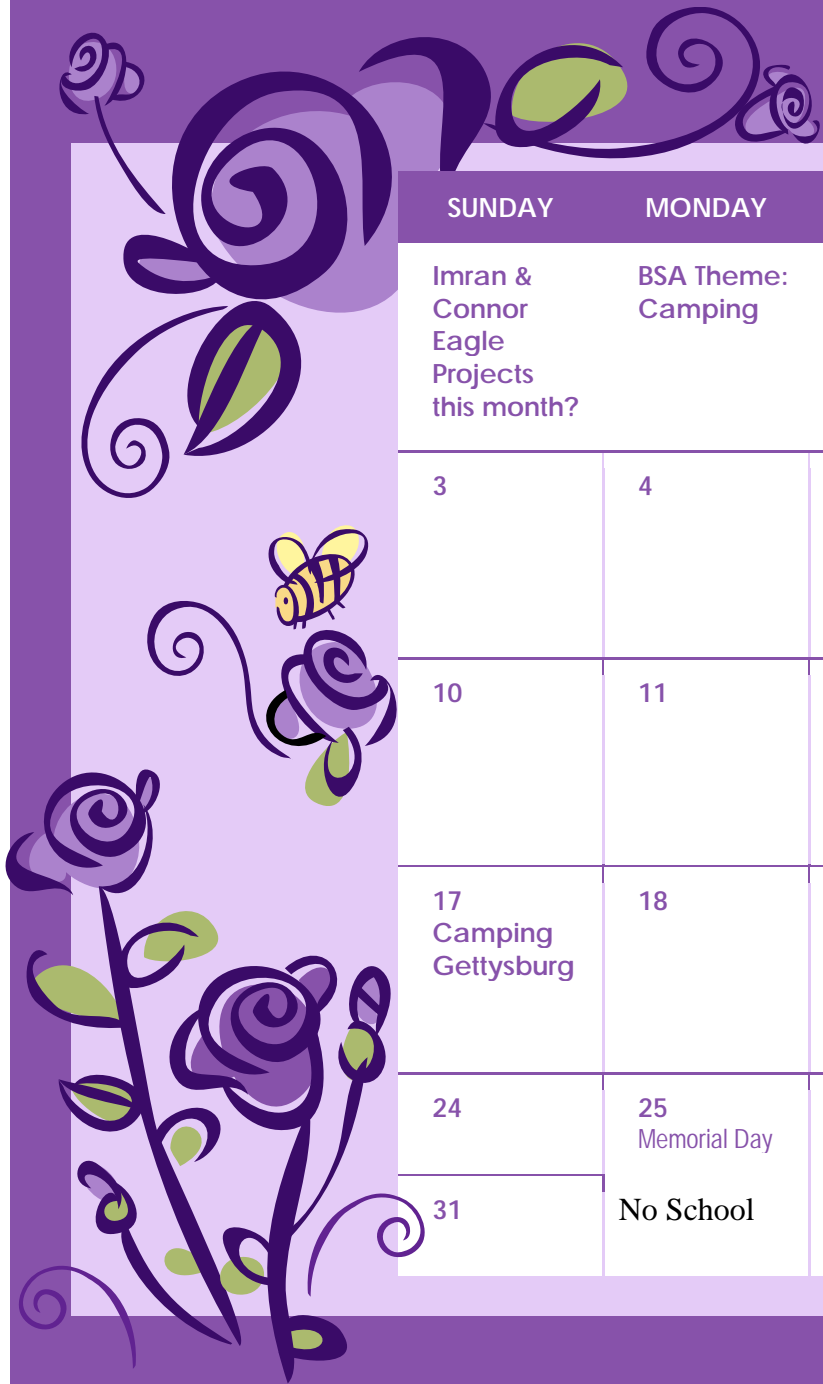 SUNDAY MONDAY
Imran &
Connor
Eagle
Projects
this month?
BSA Theme:
Camping
3 4
10 11
17
Camping
Gettysburg
18
24
25
Memorial Day
31
No School